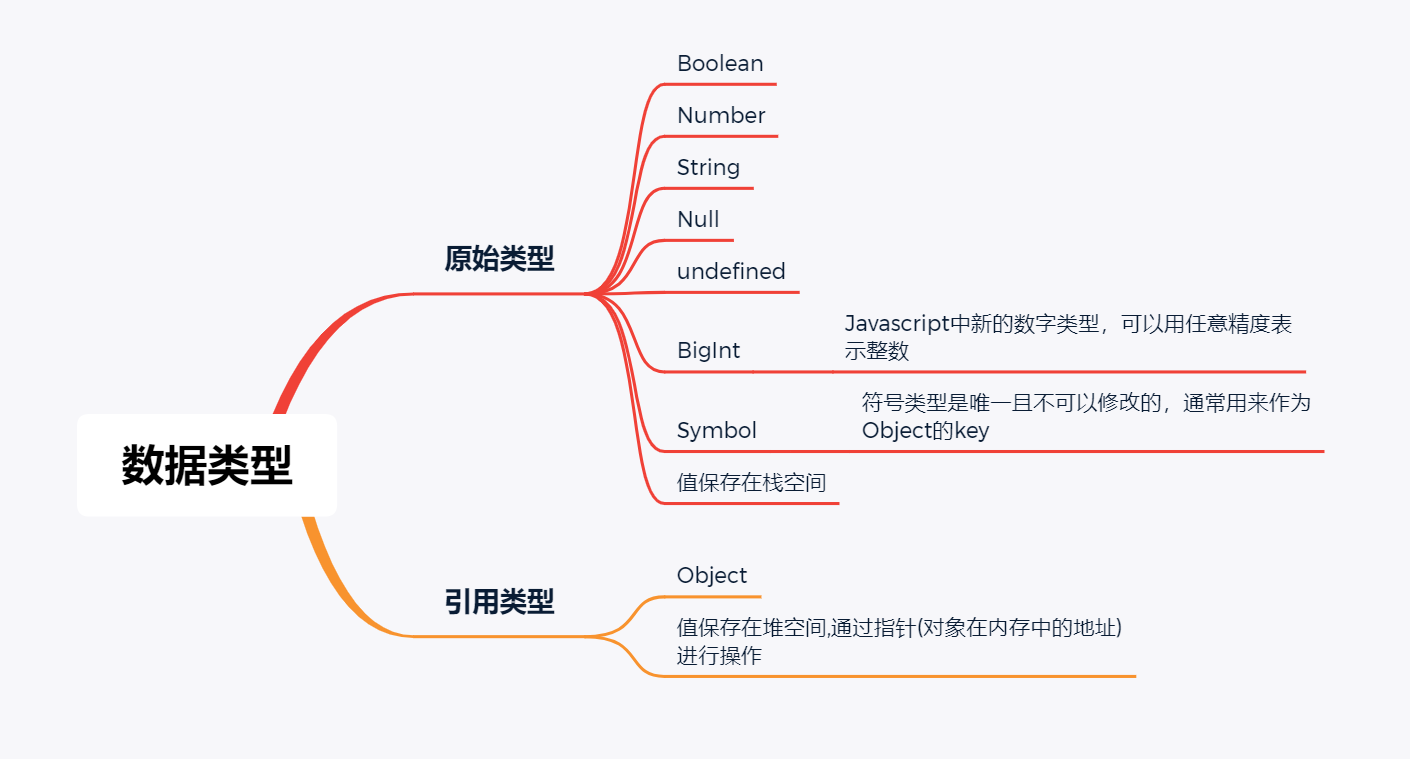 Boolean
Number
String
Null
原始类型
undefined
Javascript中新的数字类型，可以用任意精度表
示整数
BigInt
符号类型是唯一且不可以修改的，通常用来作为
Object的key
Symbol
值保存在栈空间
数据类型
Object
引用类型
值保存在堆空间,通过指针(对象在内存中的地址)
进行操作